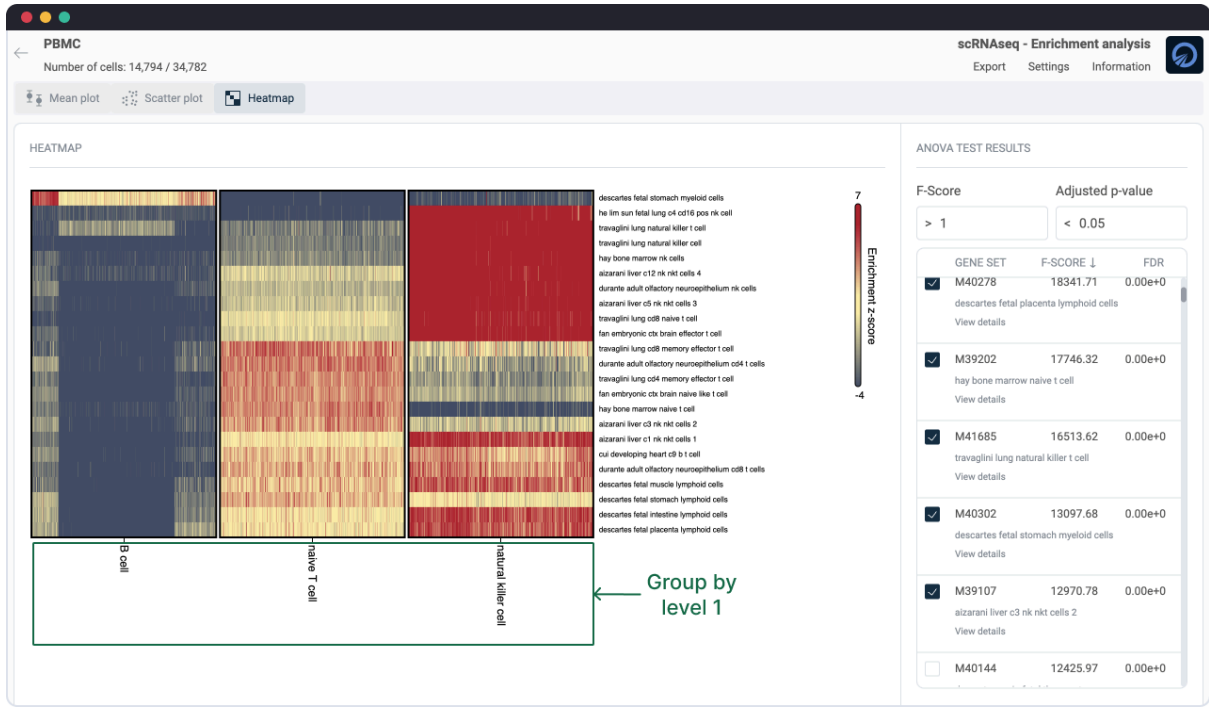 PBMC
Number of cells: 14,794 / 34,782
scRNAseq - Enrichment analysis
Export Settings Information
Mean plot Scatter plot Heatmap
HEATMAP
descartes fetal stomach myeloid cells
he lim sun fetal lung c4 cd16 pos nk cell
travaglini lung natural killer t cell
travaglini lung natural killer cell
hay bone marrow nk cells
aizarani liver c12 nk nkt cells 4
durante adult olfactory neuroepithelium nk cells
aizarani liver c5 nk nkt cells 3
travaglini lung cd8 naive t cell
fan embryonic ctx brain effector t cell
travaglini lung cd8 memory effector t cell
durante adult olfactory neuroepithelium cd4 t cells
travaglini lung cd4 memory effector t cell
fan embryonic ctx brain naive like t cell
hay bone marrow naive t cell
aizarani liver c3 nk nkt cells 2
aizarani liver c1 nk nkt cells 1
cui developing heart c9 b t cell
durante adult olfactory neuroepithelium cd8 t cells
descartes fetal muscle lymphoid cells
descartes fetal stomach lymphoid cells
descartes fetal intestine lymphoid cells
descartes fetal placenta lymphoid cells
7
Enrichment z-score
-4
B cell
naive T cell
natural killer cell
Group by
level 1
ANOVA TEST RESULTS
F-Score Adjusted p-value
> 1 < 0.05
GENE SET F-SCORE ↓ FDR
M40278 18341.71 0.00e+0
descartes fetal placenta lymphoid cells
View details
M39202 17746.32 0.00e+0
hay bone marrow naive t cell
View details
M41685 16513.62 0.00e+0
travaglini lung natural killer t cell
View details
M40302 13097.68 0.00e+0
descartes fetal stomach myeloid cells
View details
M39107 12970.78 0.00e+0
aizarani liver c3 nk nkt cells 2
View details
M40144 12425.97 0.00e+0